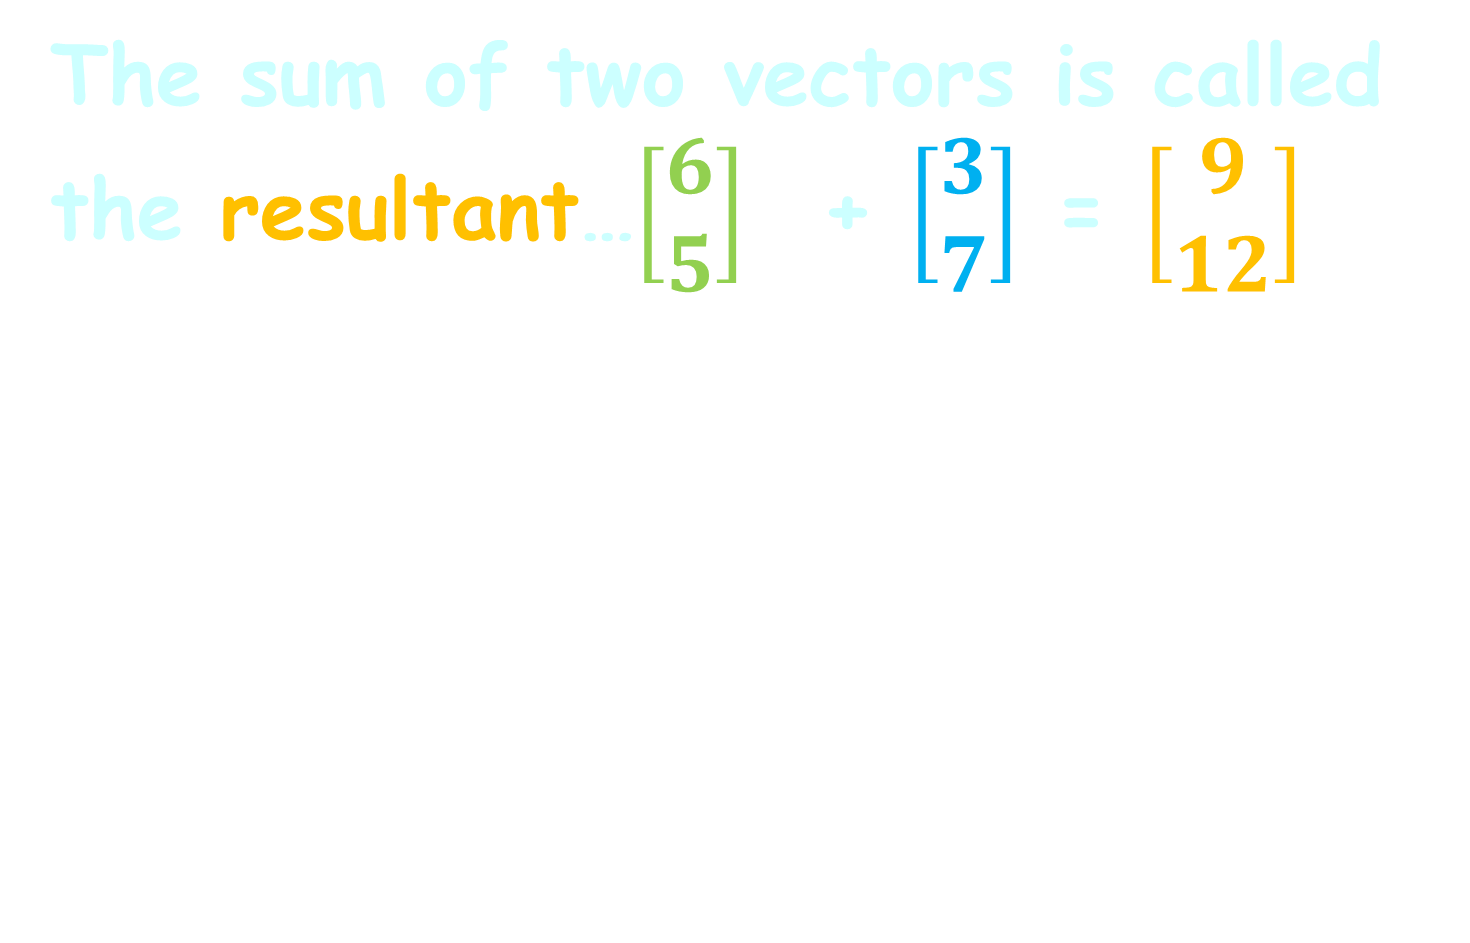 The sum of two vectors is called
the resultant…[6 5] + [3 7] = [9 12]